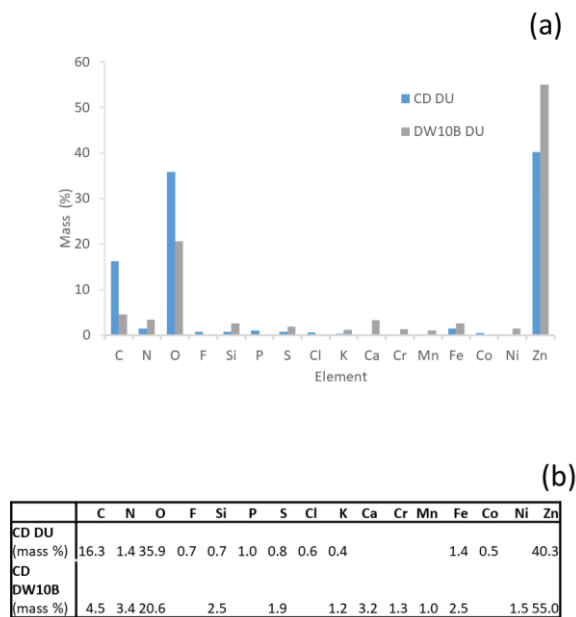 (a)
60
50
40
30
20
10
0
Mass (%)
CD DU
DW10B DU
C N O F Si P S Cl K Ca Cr Mn Fe Co Ni Zn
Element
(b)
C N O F Si P S Cl K Ca Cr Mn Fe Co Ni Zn
CD DU
(mass %) 16.3 1.4 35.9 0.7 0.7 1.0 0.8 0.6 0.4 1.4 0.5 40.3
CD
DW10B
(mass %) 4.5 3.4 20.6 2.5 1.9 1.2 3.2 1.3 1.0 2.5 1.5 55.0